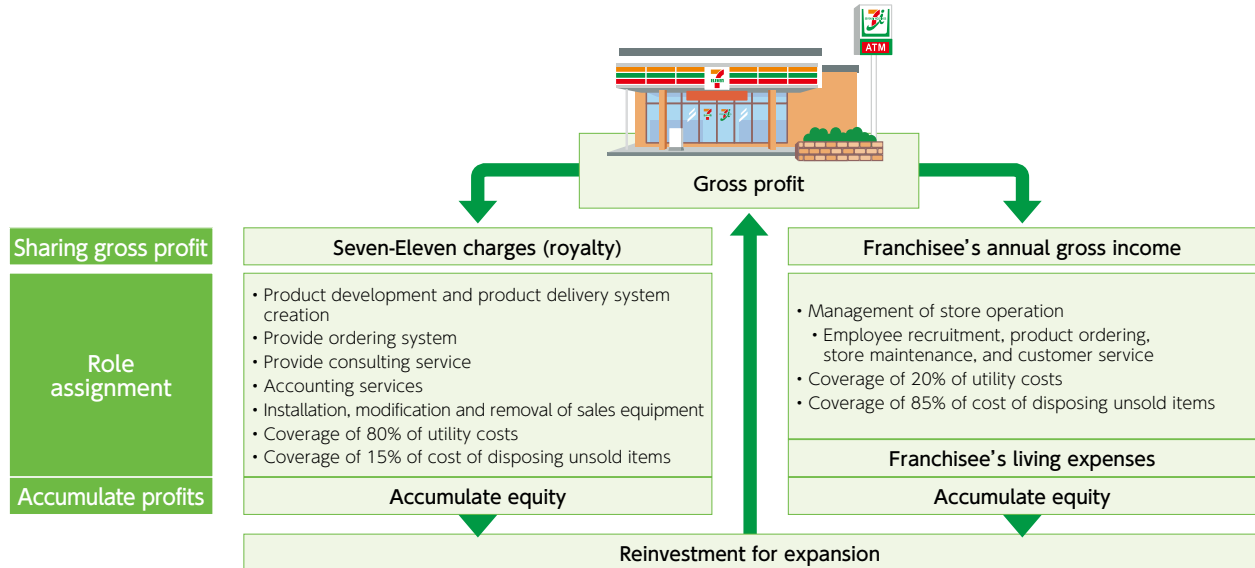 ATM
7
ELEVEN
Gross profit
Sharing gross profit
Seven-Eleven charges (royalty)
Franchisee's annual gross income
Role
assignment
• Product development and product delivery system
creation
• Provide ordering system
• Provide consulting service
• Accounting services
• Installation, modification and removal of sales equipment
• Coverage of 80% of utility costs
• Coverage of 15% of cost of disposing unsold items
• Management of store operation
• Employee recruitment, product ordering,
store maintenance, and customer service
• Coverage of 20% of utility costs
• Coverage of 85% of cost of disposing unsold items
Franchisee's living expenses
Accumulate profits
Accumulate equity
Accumulate equity
Reinvestment for expansion